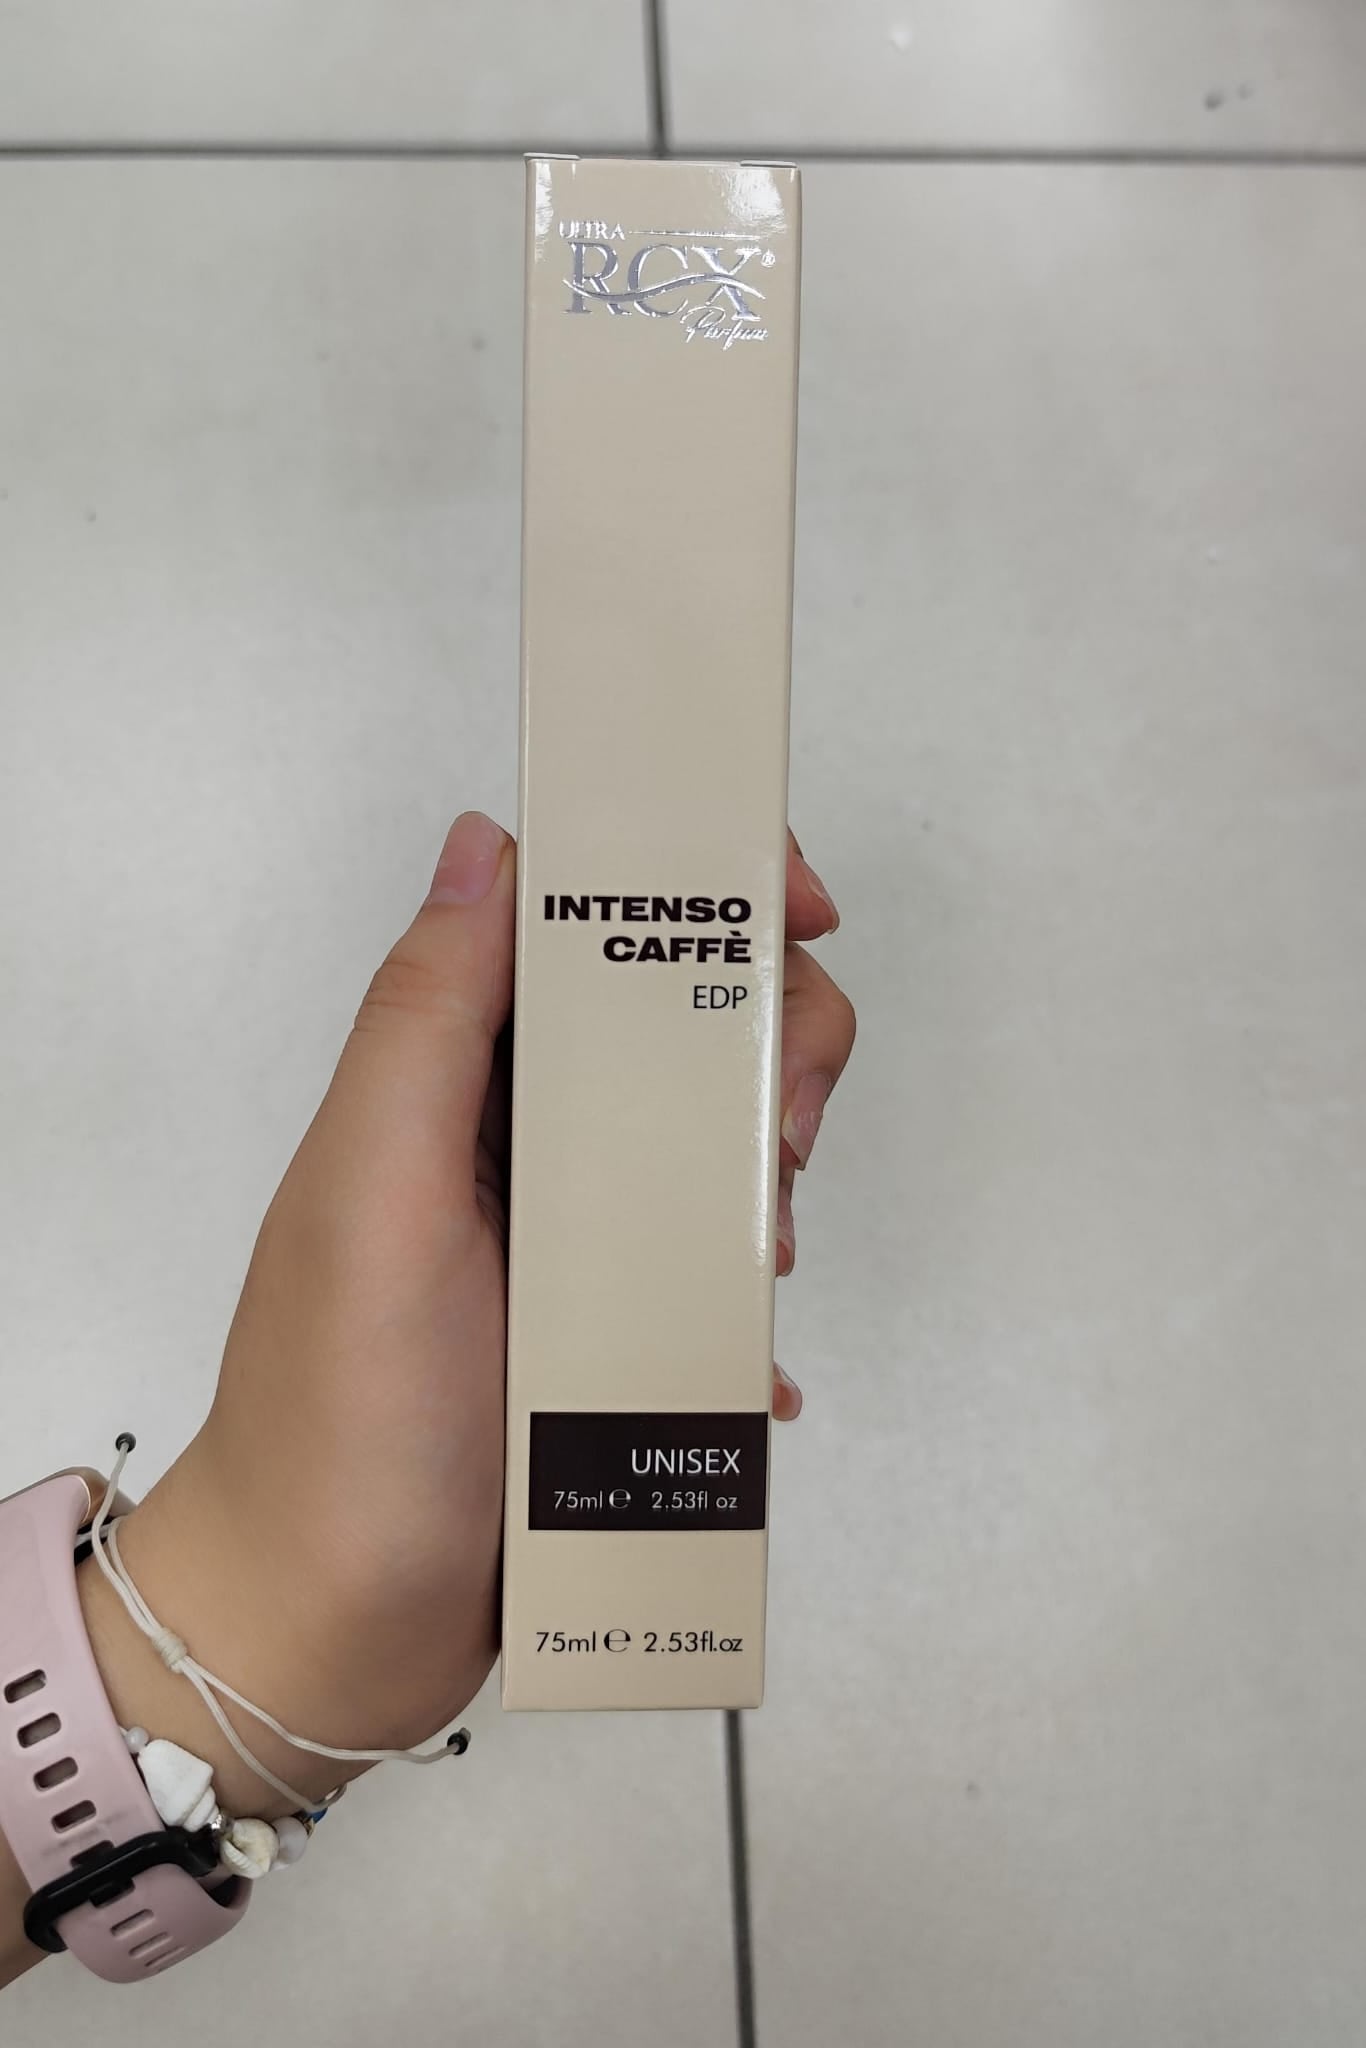 ULTRA
RCX®
Parfum
INTENSO
CAFFÈ
EDP
UNISEX
75ml ℮ 2.53fl oz
75ml ℮ 2.53fl.oz